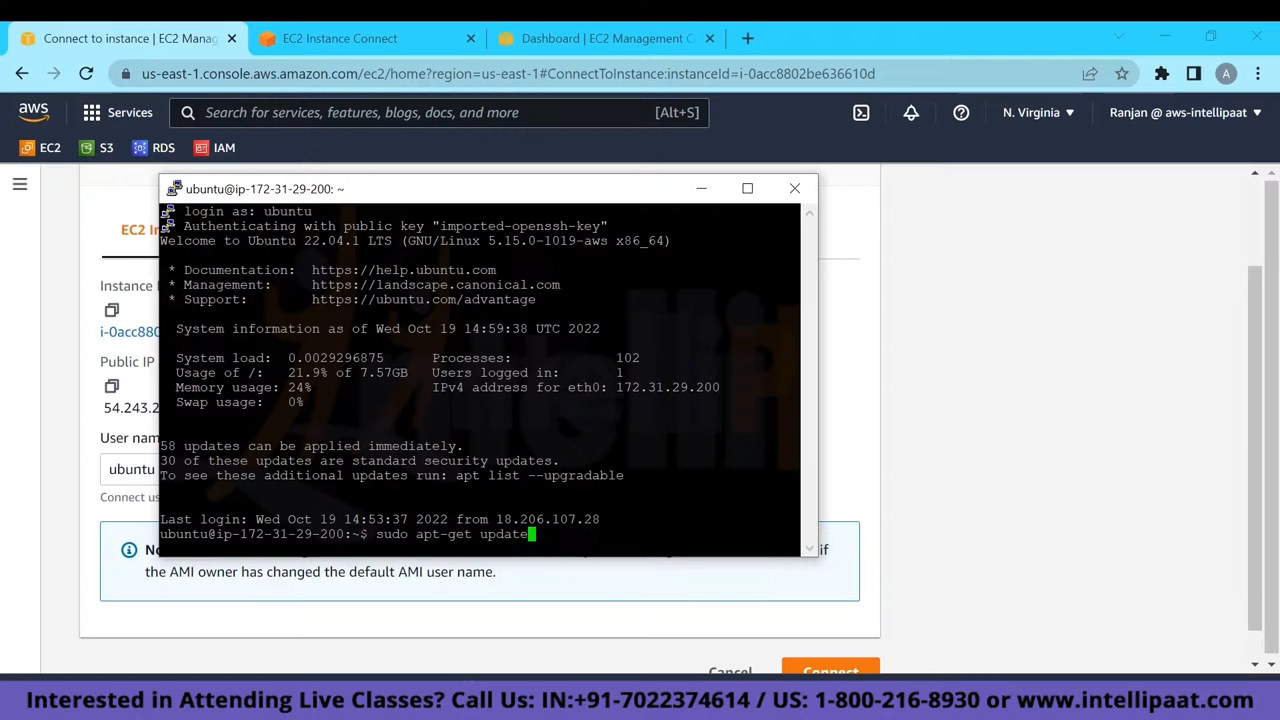 Connect to instance | EC2 Manag
EC2 Instance Connect
Dashboard | EC2 Management C
us-east-1.console.aws.amazon.com/ec2/home?region=us-east-1#ConnectToInstance:instanceId=i-0acc8802be636610d
A
aws
Services
Search for services, features, blogs, docs, and more
[Alt+S]
N. Virginia
Ranjan @ aws-intellipaat
EC2
S3
RDS
IAM
ubuntu@ip-172-31-29-200: ~
login as: ubuntu
Authenticating with public key "imported-openssh-key"
Welcome to Ubuntu 22.04.1 LTS (GNU/Linux 5.15.0-1019-aws x86_64)
* Documentation: https://help.ubuntu.com
* Management: https://landscape.canonical.com
* Support: https://ubuntu.com/advantage
System information as of Wed Oct 19 14:59:38 UTC 2022
System load: 0.0029296875 Processes: 102
Usage of /: 21.9% of 7.57GB Users logged in: 1
Memory usage: 24% IPv4 address for eth0: 172.31.29.200
Swap usage: 0%
58 updates can be applied immediately.
30 of these updates are standard security updates.
To see these additional updates run: apt list --upgradable
Last login: Wed Oct 19 14:53:37 2022 from 18.206.107.28
ubuntu@ip-172-31-29-200:~$ sudo apt-get update
EC2 In
Instance
i-0acc880
Public IP
54.243.2
User nam
ubuntu
Connect us
No
if
the AMI owner has changed the default AMI user name.
Cancel
Connect
Interested in Attending Live Classes? Call Us: IN:+91-7022374614 / US: 1-800-216-8930 or www.intellipaat.com